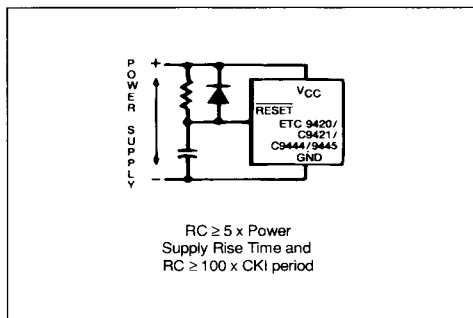 POWER SUPPLY
+
−
VCC
RESET
ETC 9420/
C9421/
C9444/9445
GND
RC ≥ 5 x Power
Supply Rise Time and
RC ≥ 100 x CKI period